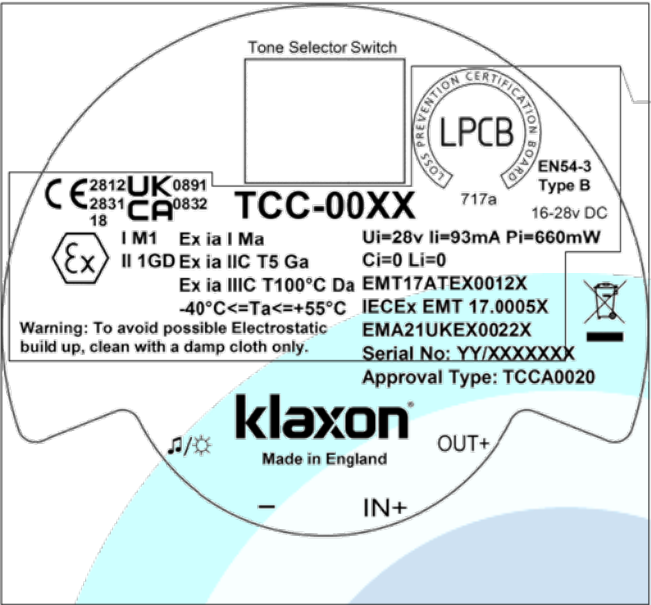 Tone Selector Switch
LOSS PREVENTION CERTIFICATION BOARD
LPCB
717a
EN54-3
Type B
16-28v DC
CE 2812 UKCA 0891
2831 0832
18
TCC-00XX
Ex
I M1 Ex ia I Ma
II 1GD Ex ia IIC T5 Ga
Ex ia IIIC T100°C Da
-40°C<=Ta<=+55°C
Warning: To avoid possible Electrostatic
build up, clean with a damp cloth only.
Ui=28v Ii=93mA Pi=660mW
Ci=0 Li=0
EMT17ATEX0012X
IECEx EMT 17.0005X
EMA21UKEX0022X
Serial No: YY/XXXXXXX
Approval Type: TCCA0020
klaxon®
Made in England
♫/☼
OUT+
–
IN+